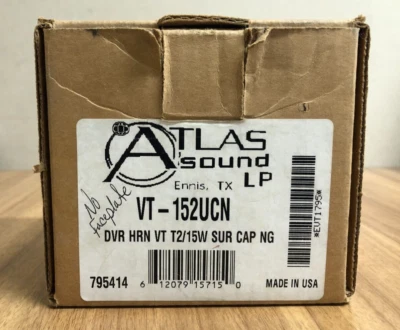 ATLAS
sound
LP
Ennis, TX
No
faceplate
VT-152UCN
DVR HRN VT T2/15W SUR CAP NG
*EVT1795*
795414
6 12079 15715 0
MADE IN USA